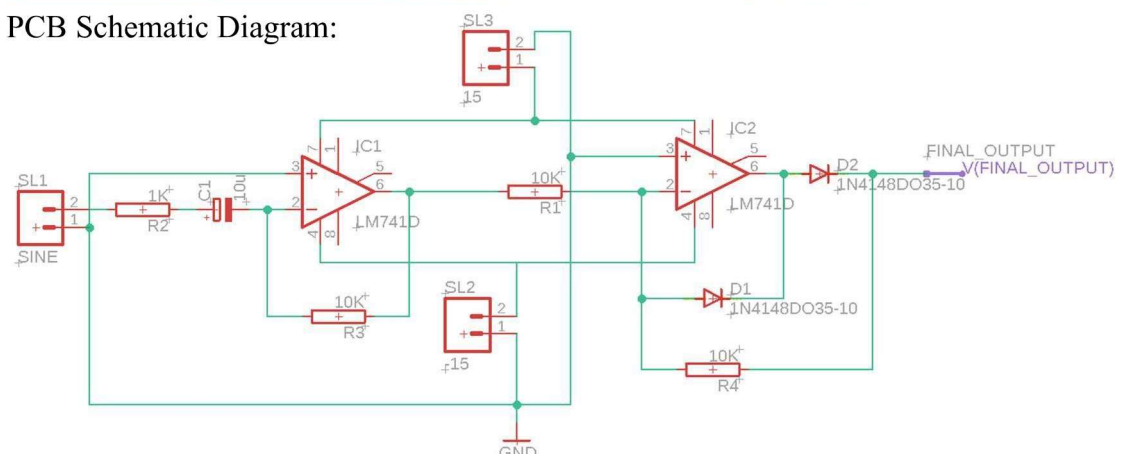 PCB Schematic Diagram:
SL3
2
1
+
15
7
1
IC1
3
+
5
6
2
−
4
8
LM741D
+
SL1
2
1
+
SINE
1K
R2
C1
10u
+
10K
R3
10K
R1
SL2
2
1
+
-15
GND
7
1
IC2
3
+
5
6
2
−
4
8
LM741D
+
D2
1N4148DO35-10
FINAL_OUTPUT
V(FINAL_OUTPUT)
D1
1N4148DO35-10
10K
R4